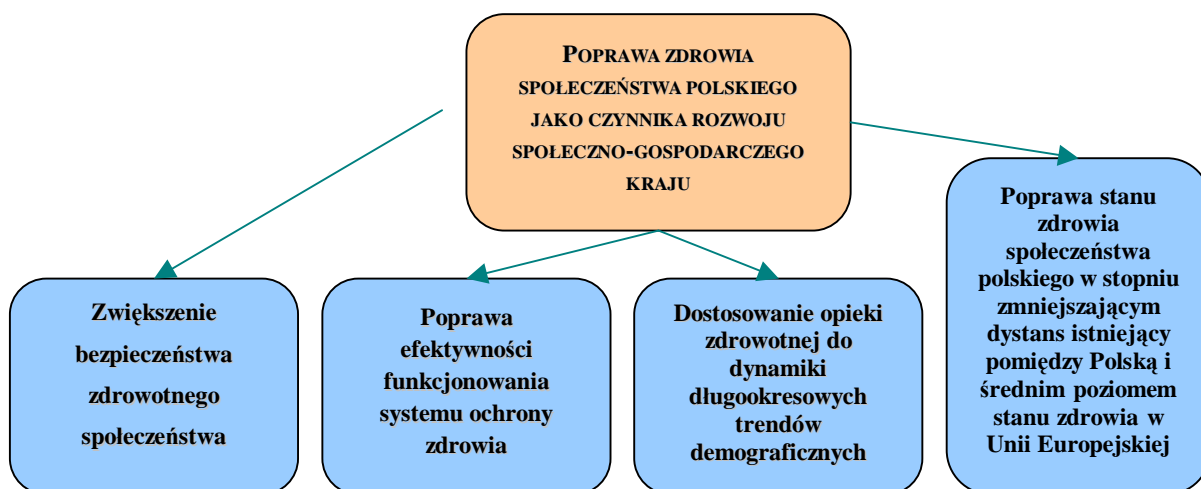 POPRAWA ZDROWIA
SPOŁECZEŃSTWA POLSKIEGO
JAKO CZYNNIKA ROZWOJU
SPOŁECZNO-GOSPODARCZEGO
KRAJU
Zwiększenie
bezpieczeństwa
zdrowotnego
społeczeństwa
Poprawa
efektywności
funkcjonowania
systemu ochrony
zdrowia
Dostosowanie opieki
zdrowotnej do
dynamiki
długookresowych
trendów
demograficznych
Poprawa stanu
zdrowia
społeczeństwa
polskiego w stopniu
zmniejszającym
dystans istniejący
pomiędzy Polską i
średnim poziomem
stanu zdrowia w
Unii Europejskiej